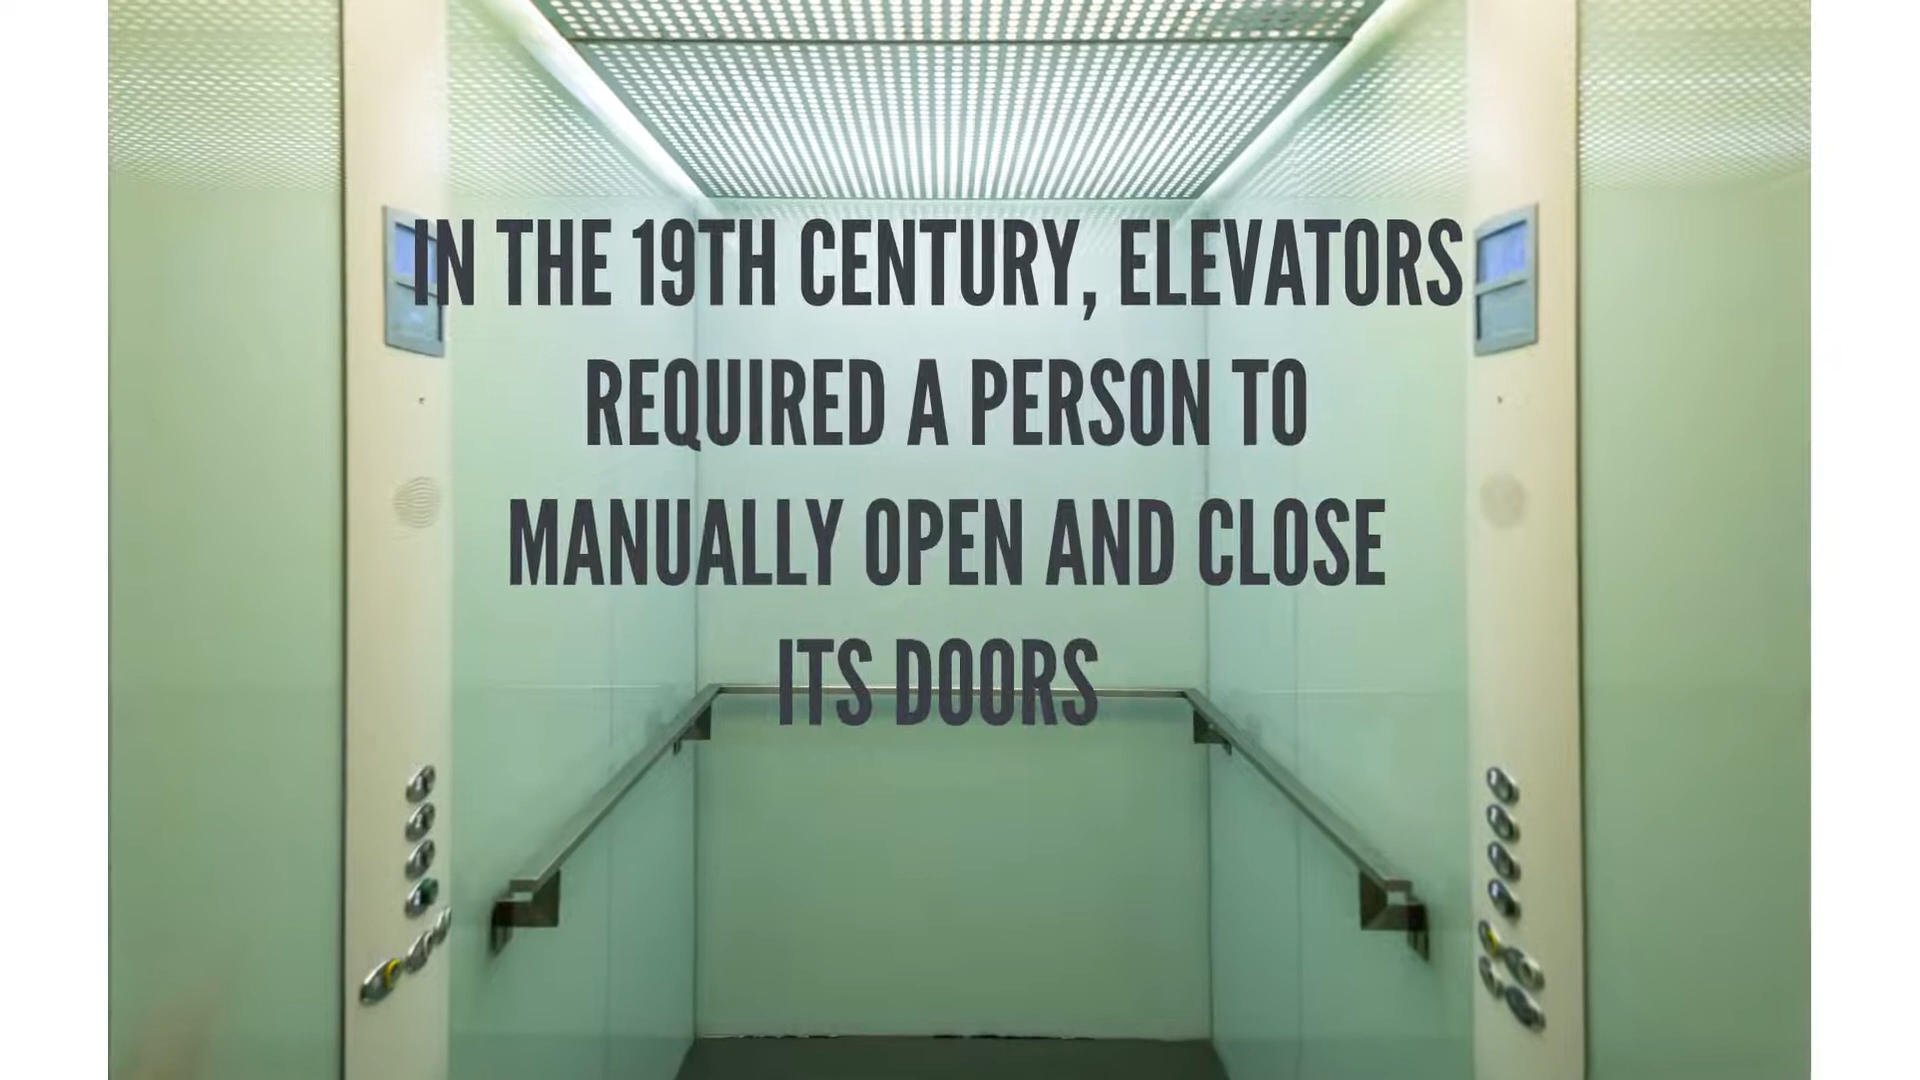 IN THE 19TH CENTURY, ELEVATORS
REQUIRED A PERSON TO
MANUALLY OPEN AND CLOSE
ITS DOORS